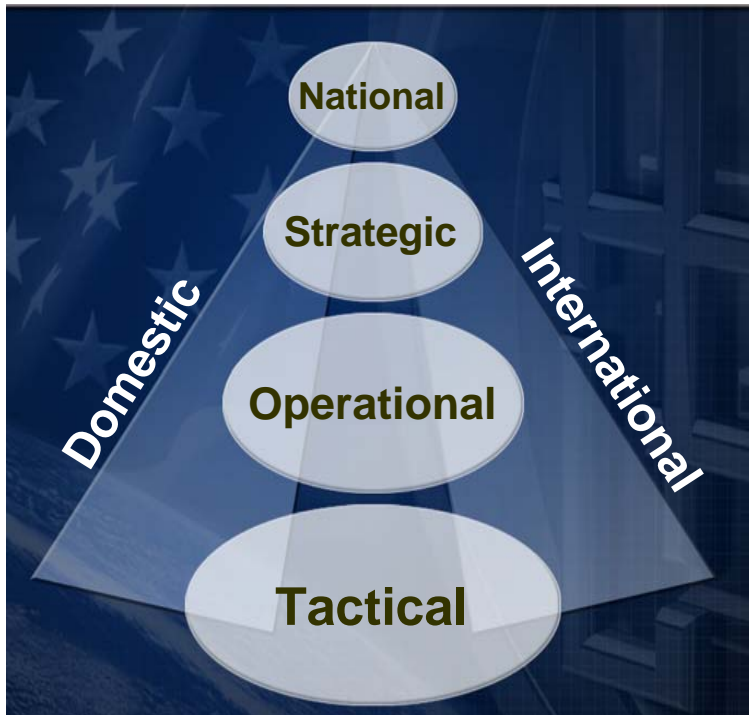 National
Strategic
Domestic
International
Operational
Tactical